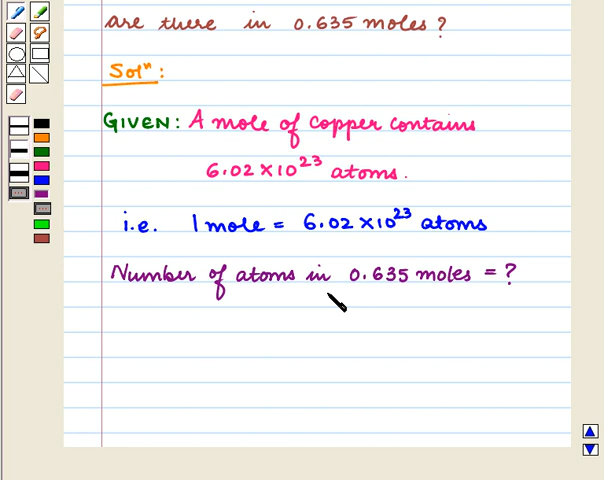 are there in 0.635 moles?
Solⁿ:
GIVEN: A mole of copper contains
6.02 × 10²³ atoms.
i.e. 1 mole = 6.02 × 10²³ atoms
Number of atoms in 0.635 moles = ?